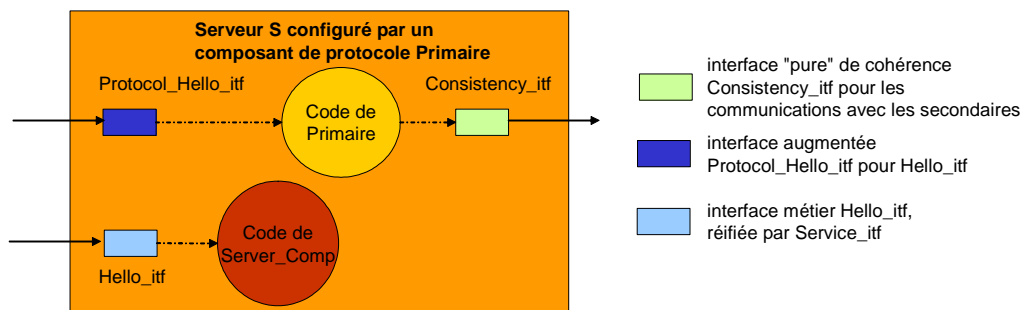 Serveur S configuré par un
composant de protocole Primaire
Protocol_Hello_itf
Consistency_itf
Code de
Primaire
Code de
Server_Comp
Hello_itf
interface "pure" de cohérence
Consistency_itf pour les
communications avec les secondaires
interface augmentée
Protocol_Hello_itf pour Hello_itf
interface métier Hello_itf,
réifiée par Service_itf